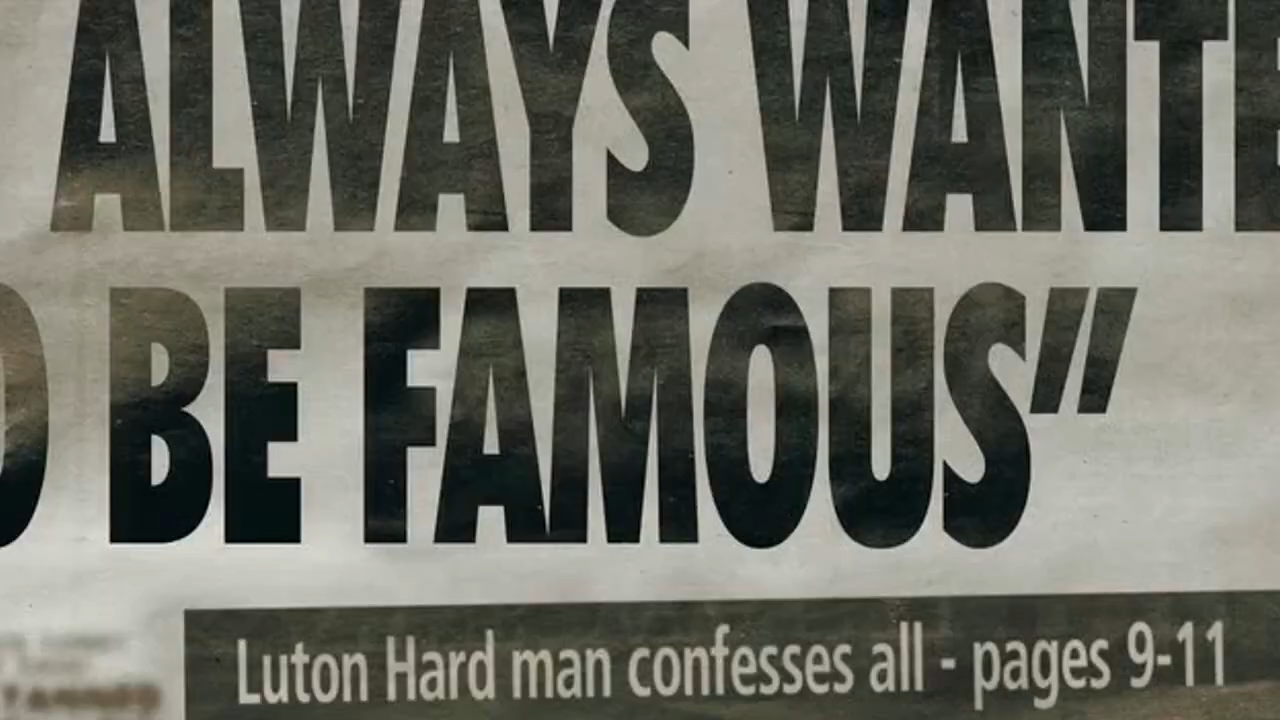 ALWAYS WANTE
O BE FAMOUS”
Luton Hard man confesses all - pages 9-11